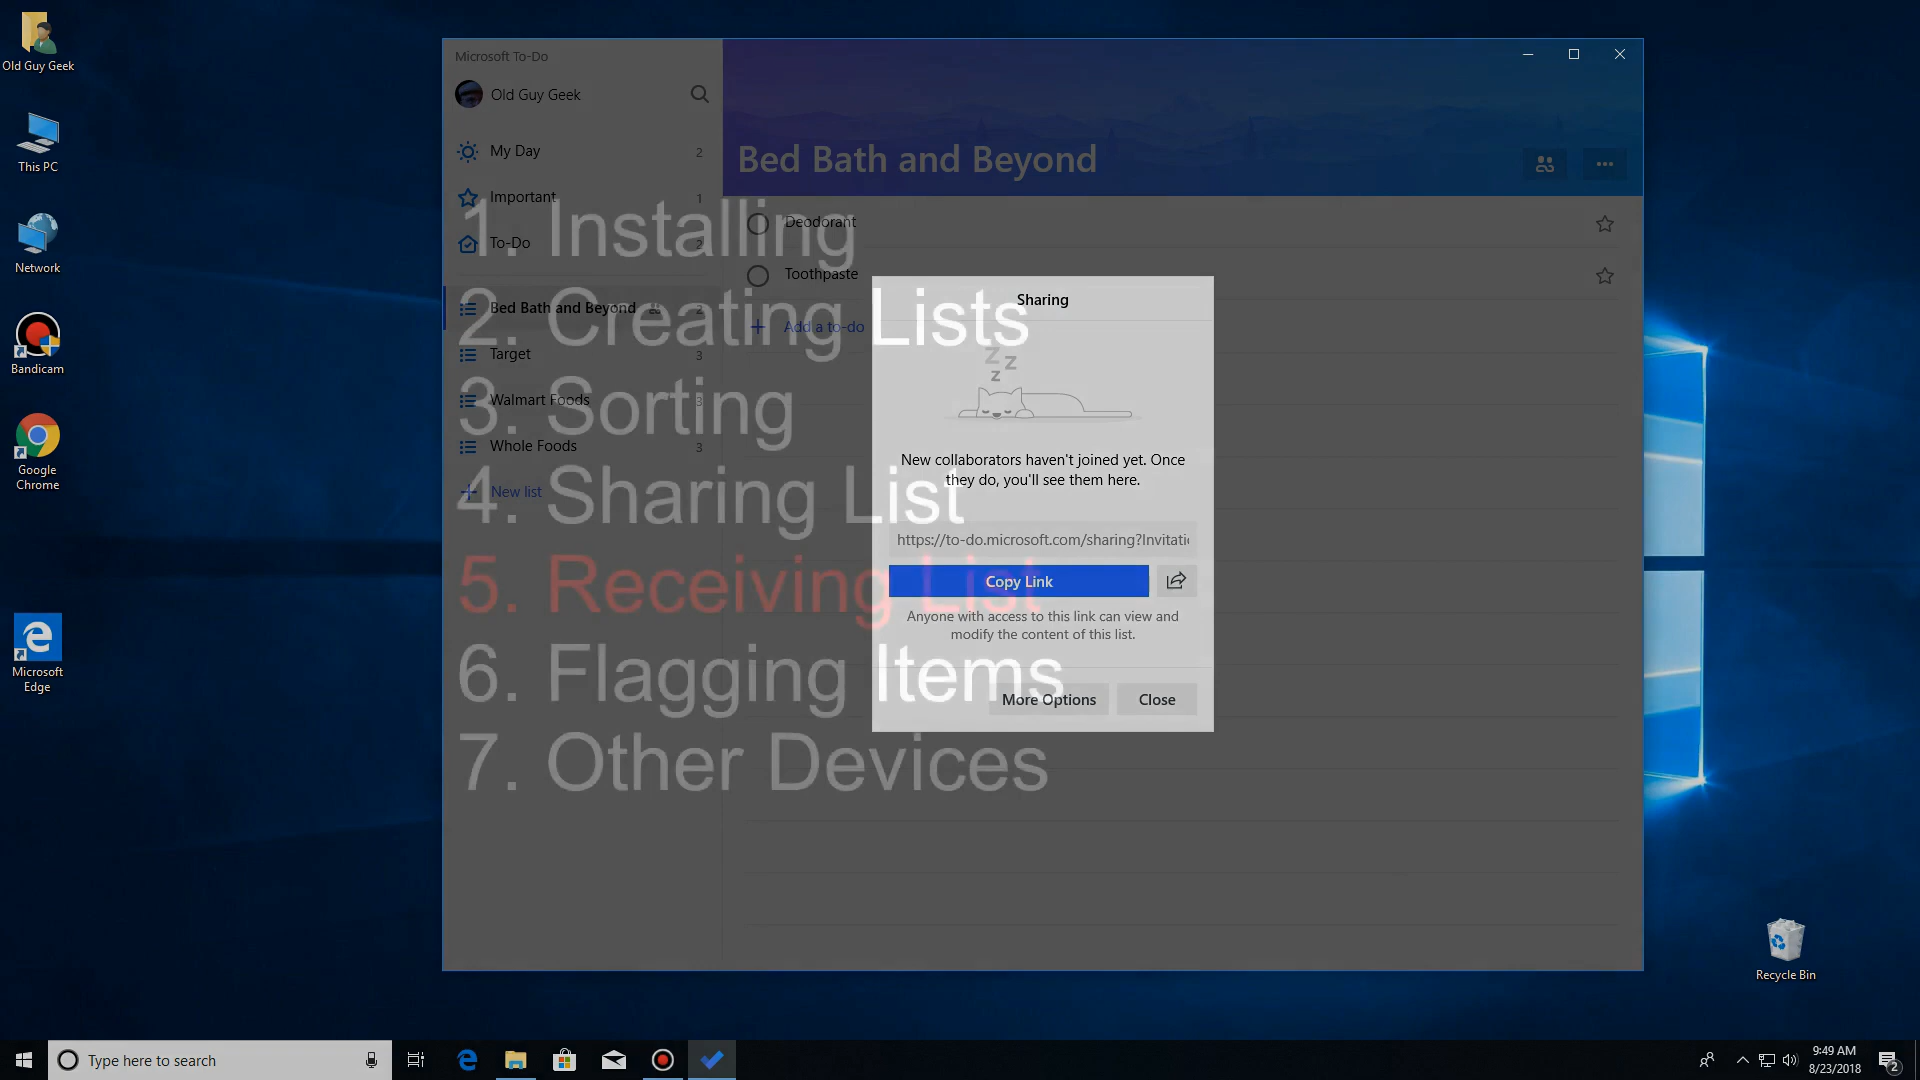 Old Guy Geek
This PC
Network
Bandicam
Google
Chrome
Microsoft
Edge
Recycle Bin
Microsoft To-Do
Old Guy Geek
My Day 2
Important 1
To-Do 2
Bed Bath and Beyond 2
Target 3
Walmart Foods 3
Whole Foods 3
New list
Bed Bath and Beyond
Deodorant
Toothpaste
Add a to-do
Sharing
z z
z
New collaborators haven't joined yet. Once
they do, you'll see them here.
https://to-do.microsoft.com/sharing?Invitati
Copy Link
Anyone with access to this link can view and
modify the content of this list.
More Options Close
1. Installing
2. Creating Lists
3. Sorting
4. Sharing List
5. Receiving List
6. Flagging Items
7. Other Devices
Type here to search
9:49 AM
8/23/2018
2